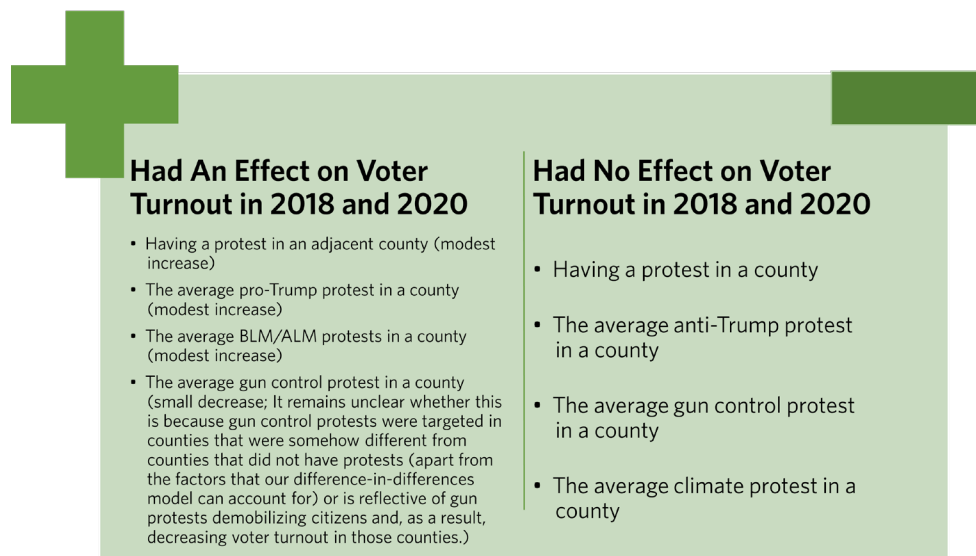 Had An Effect on Voter
Turnout in 2018 and 2020
• Having a protest in an adjacent county (modest
increase)
• The average pro-Trump protest in a county
(modest increase)
• The average BLM/ALM protests in a county
(modest increase)
• The average gun control protest in a county
(small decrease; It remains unclear whether this
is because gun control protests were targeted in
counties that were somehow different from
counties that did not have protests (apart from
the factors that our difference-in-differences
model can account for) or is reflective of gun
protests demobilizing citizens and, as a result,
decreasing voter turnout in those counties.)
Had No Effect on Voter
Turnout in 2018 and 2020
• Having a protest in a county
• The average anti-Trump protest
in a county
• The average gun control protest
in a county
• The average climate protest in a
county